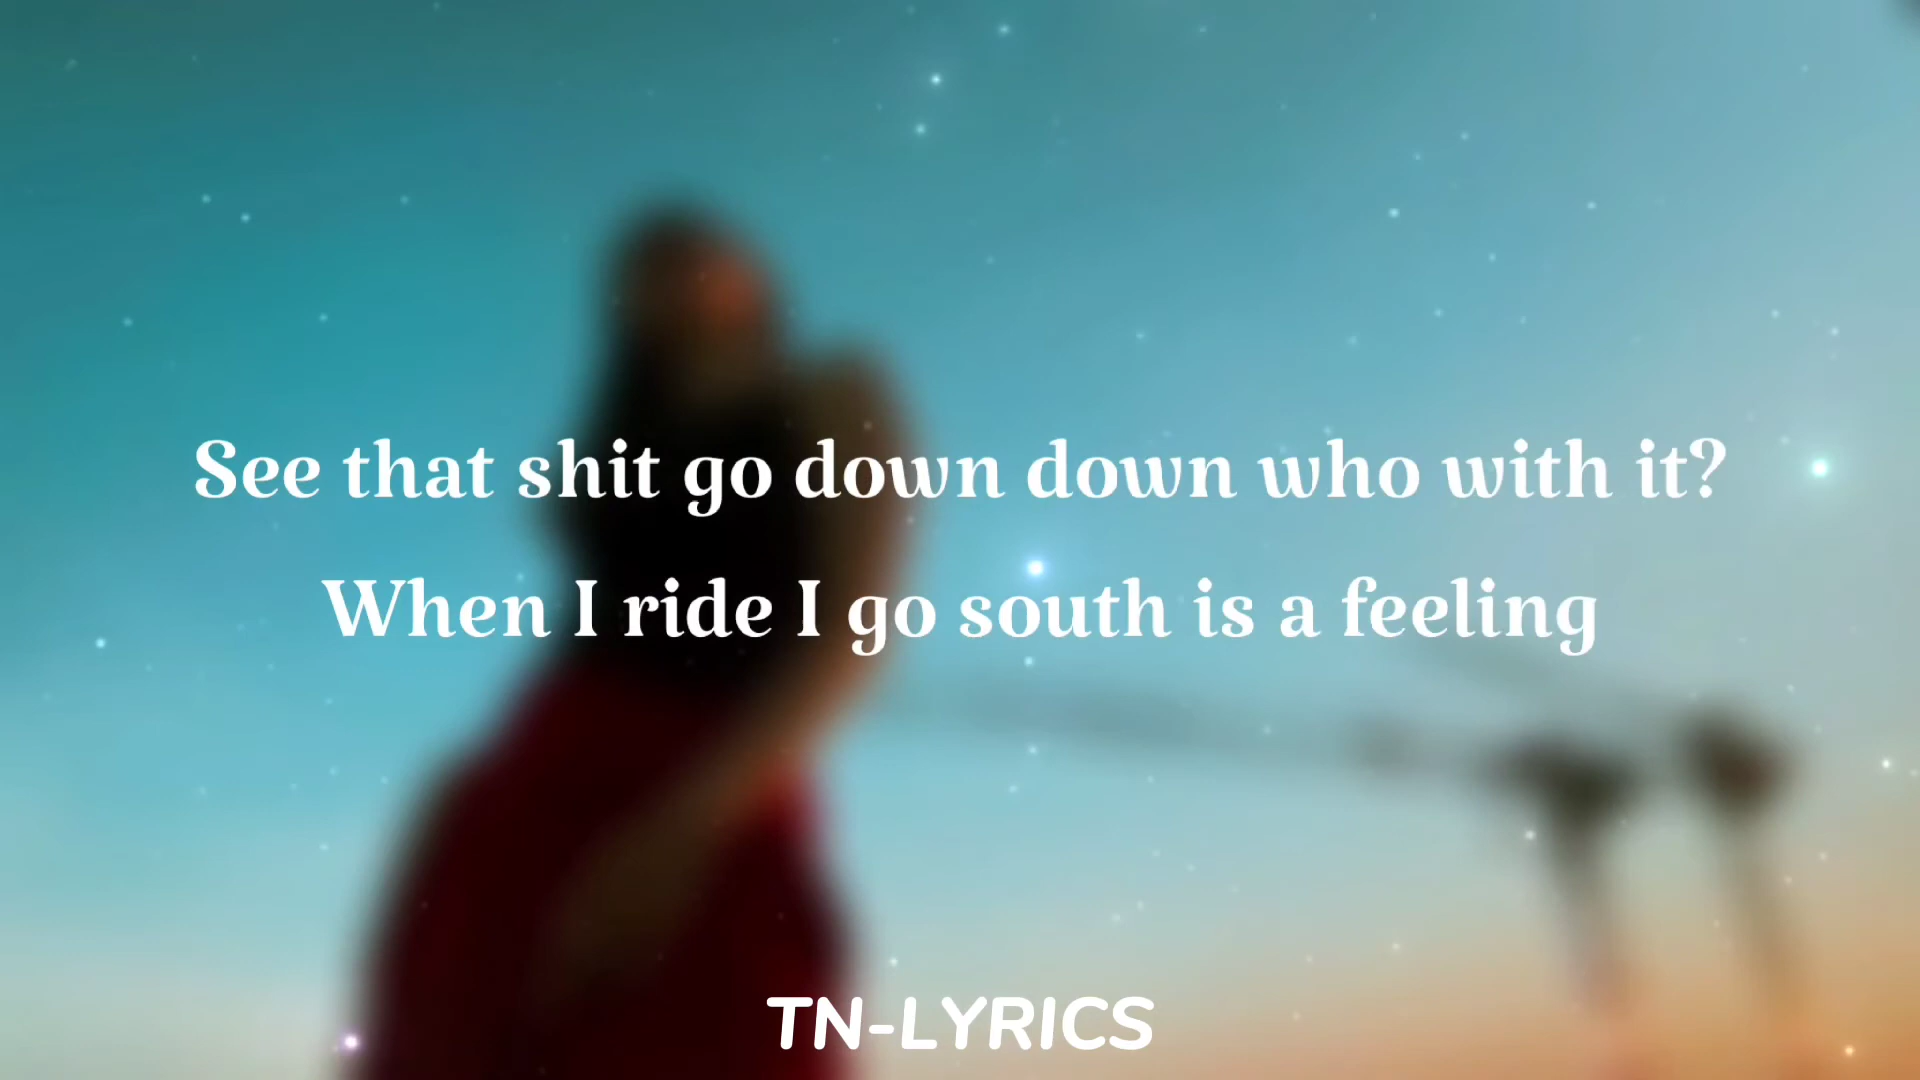 See that shit go down down who with it?
When I ride I go south is a feeling
TN-LYRICS